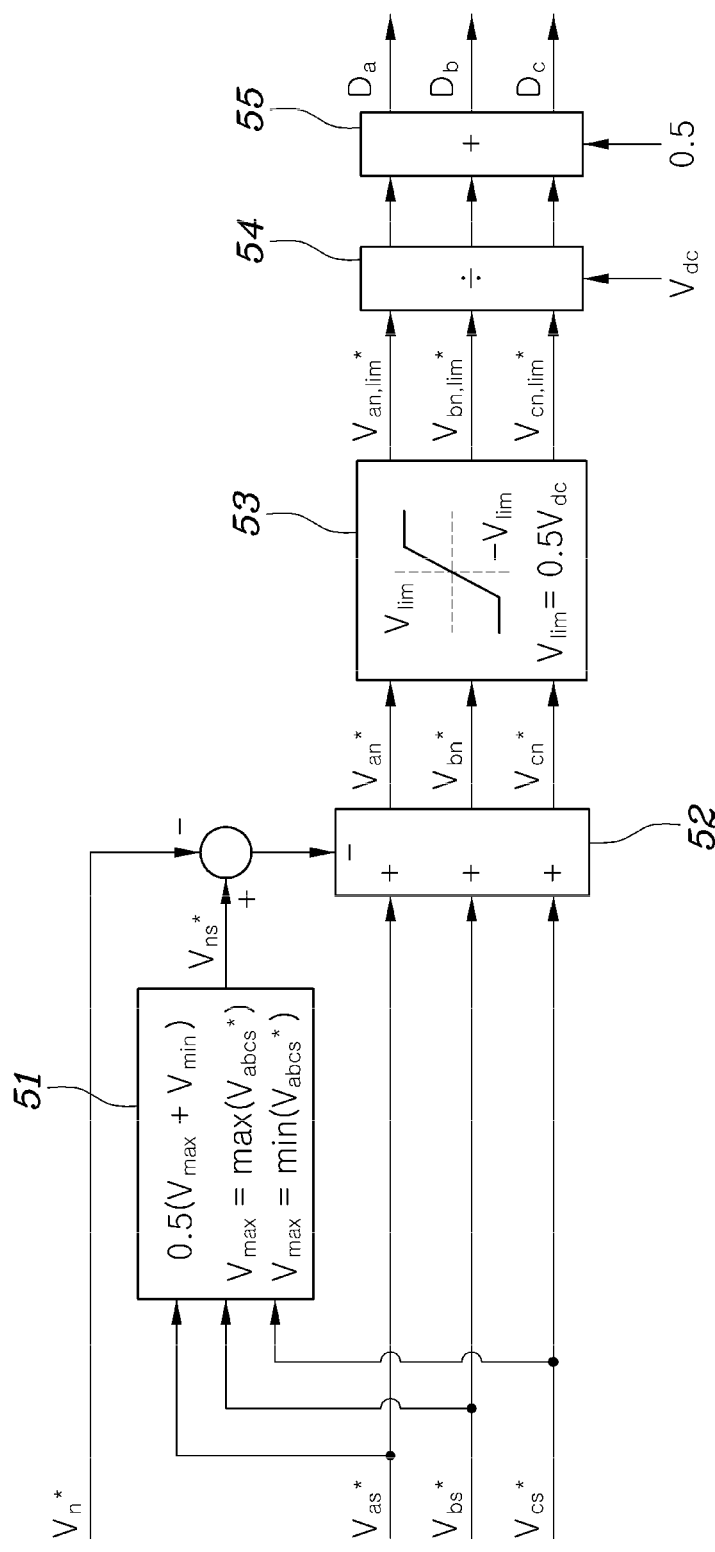 51
V_n*
0.5(V_max + V_min)
V_max = max(V_abcs*)
V_max = min(V_abcs*)
V_ns*
−
+
V_as*
V_bs*
V_cs*
−
+
+
+
52
V_an*
V_bn*
V_cn*
53
V_lim
−V_lim
V_lim = 0.5V_dc
V_an,lim*
V_bn,lim*
V_cn,lim*
54
÷
V_dc
55
+
0.5
D_a
D_b
D_c